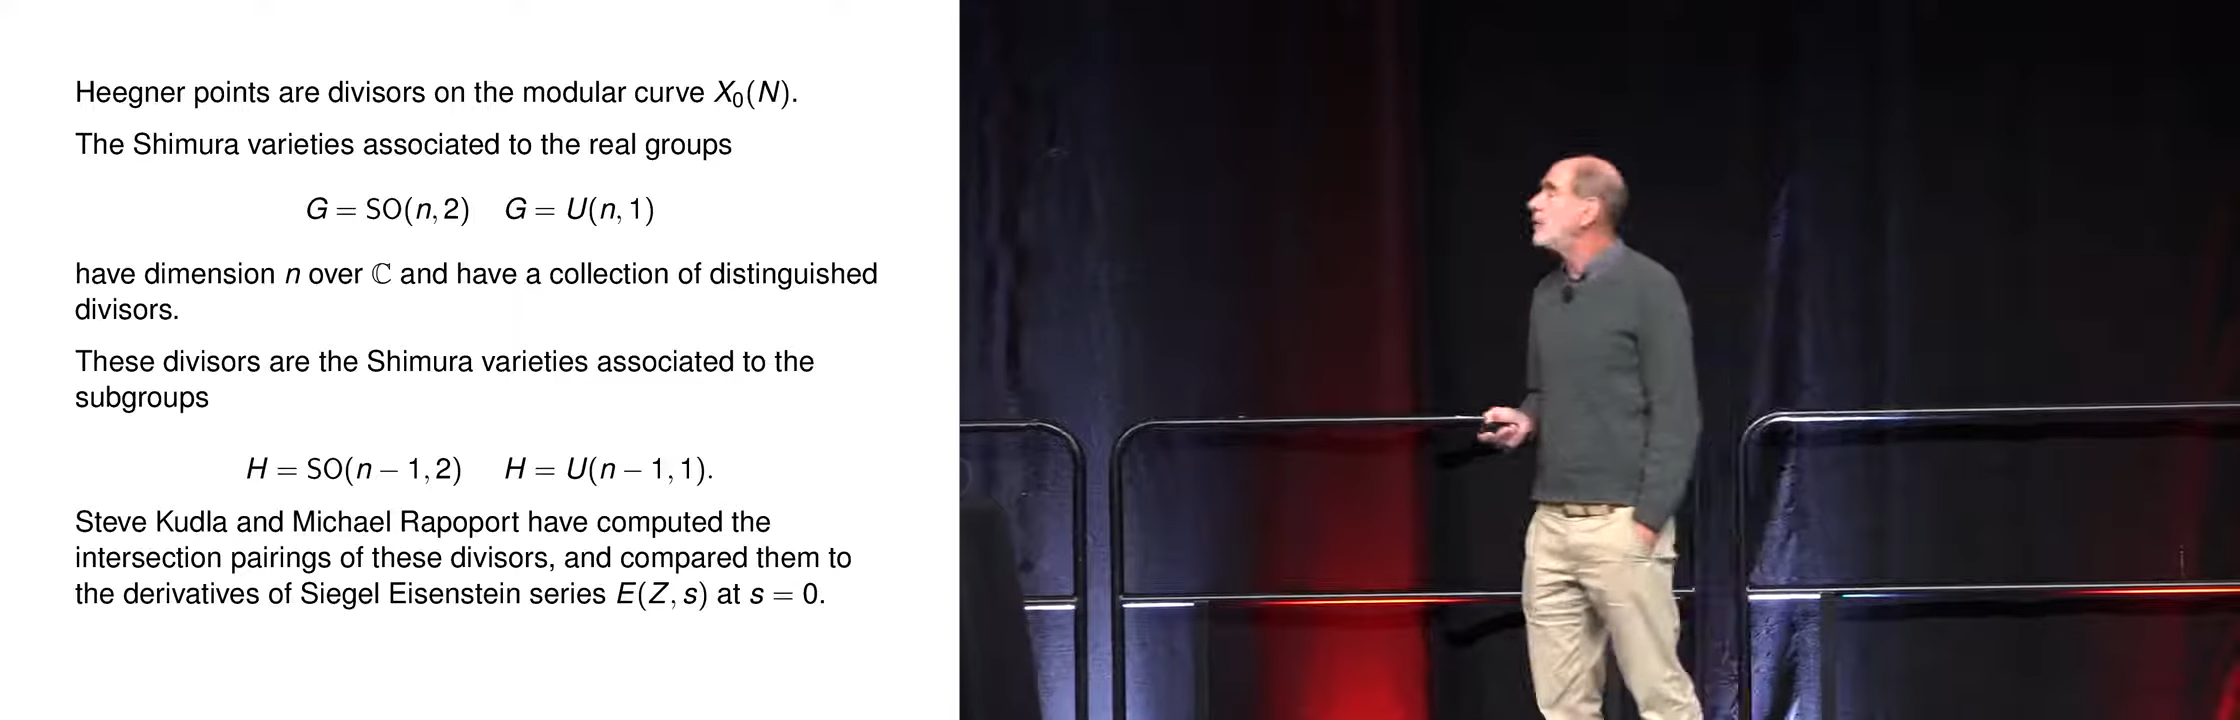 Heegner points are divisors on the modular curve X₀(N).
The Shimura varieties associated to the real groups
G = SO(n, 2) G = U(n, 1)
have dimension n over ℂ and have a collection of distinguished
divisors.
These divisors are the Shimura varieties associated to the
subgroups
H = SO(n − 1, 2) H = U(n − 1, 1).
Steve Kudla and Michael Rapoport have computed the
intersection pairings of these divisors, and compared them to
the derivatives of Siegel Eisenstein series E(Z, s) at s = 0.